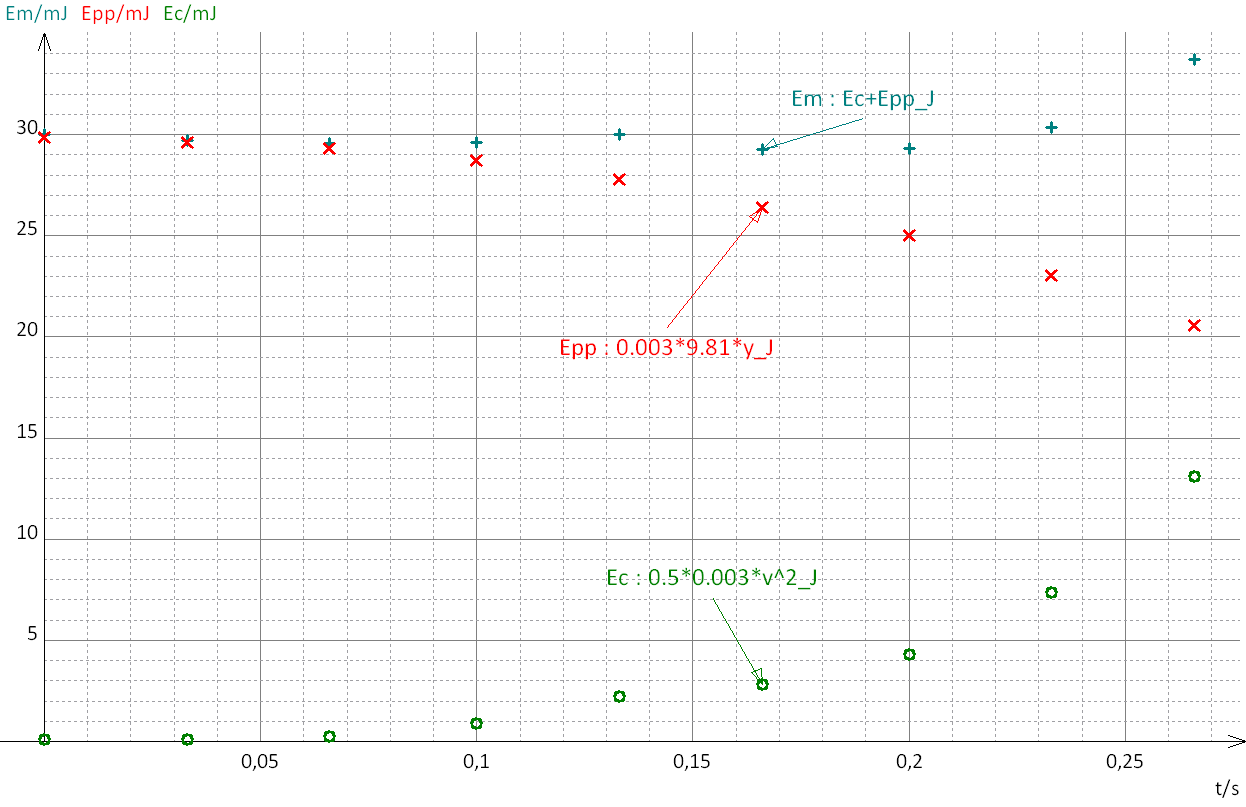 Em/mJ Epp/mJ Ec/mJ
Em : Ec+Epp_J
30
25
20
Epp : 0.003*9.81*y_J
15
10
Ec : 0.5*0.003*v^2_J
5
0,05 0,1 0,15 0,2 0,25
t/s